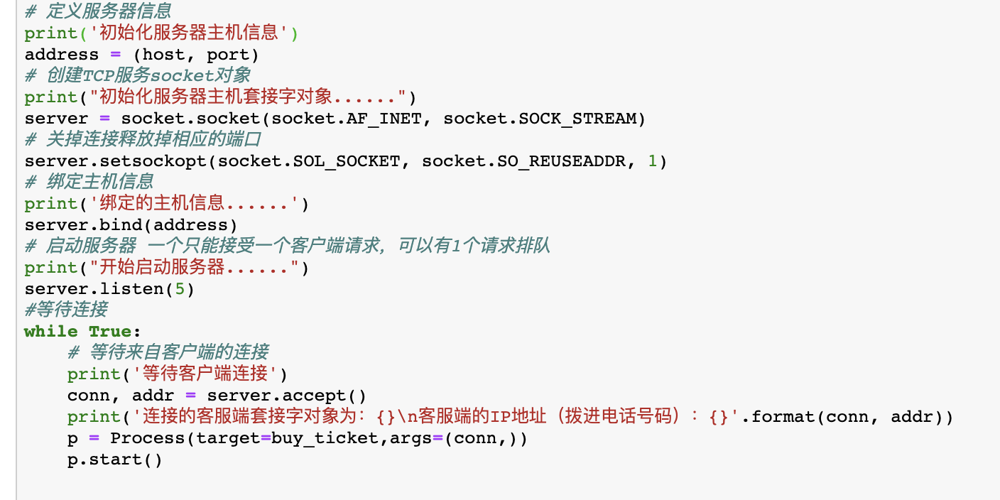 # 定义服务器信息
print('初始化服务器主机信息')
address = (host, port)
# 创建TCP服务socket对象
print("初始化服务器主机套接字对象......")
server = socket.socket(socket.AF_INET, socket.SOCK_STREAM)
# 关掉连接释放掉相应的端口
server.setsockopt(socket.SOL_SOCKET, socket.SO_REUSEADDR, 1)
# 绑定主机信息
print('绑定的主机信息......')
server.bind(address)
# 启动服务器 一个只能接受一个客户端请求，可以有1个请求排队
print("开始启动服务器......")
server.listen(5)
#等待连接
while True:
    # 等待来自客户端的连接
    print('等待客户端连接')
    conn, addr = server.accept()
    print('连接的客服端套接字对象为：{}\n客服端的IP地址（拨进电话号码）：{}'.format(conn, addr))
    p = Process(target=buy_ticket,args=(conn,))
    p.start()